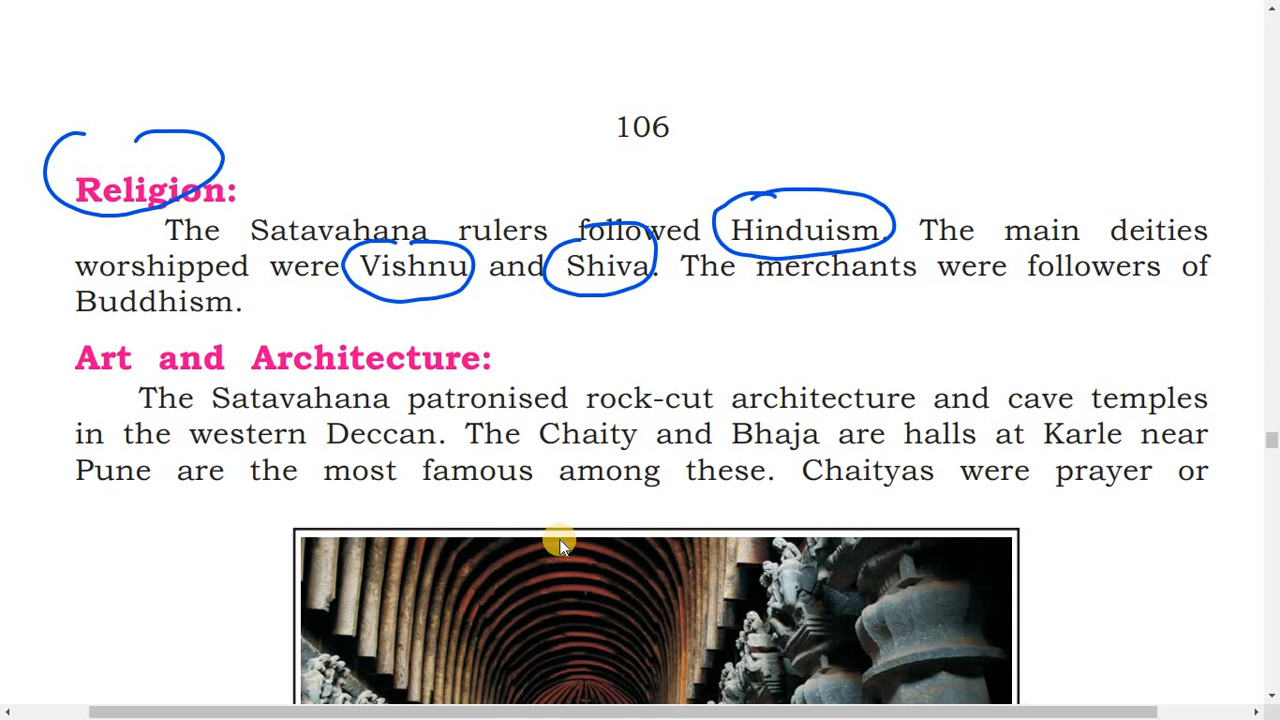 106
Religion:
The Satavahana rulers followed Hinduism. The main deities
worshipped were Vishnu and Shiva. The merchants were followers of
Buddhism.
Art and Architecture:
The Satavahana patronised rock-cut architecture and cave temples
in the western Deccan. The Chaity and Bhaja are halls at Karle near
Pune are the most famous among these. Chaityas were prayer or